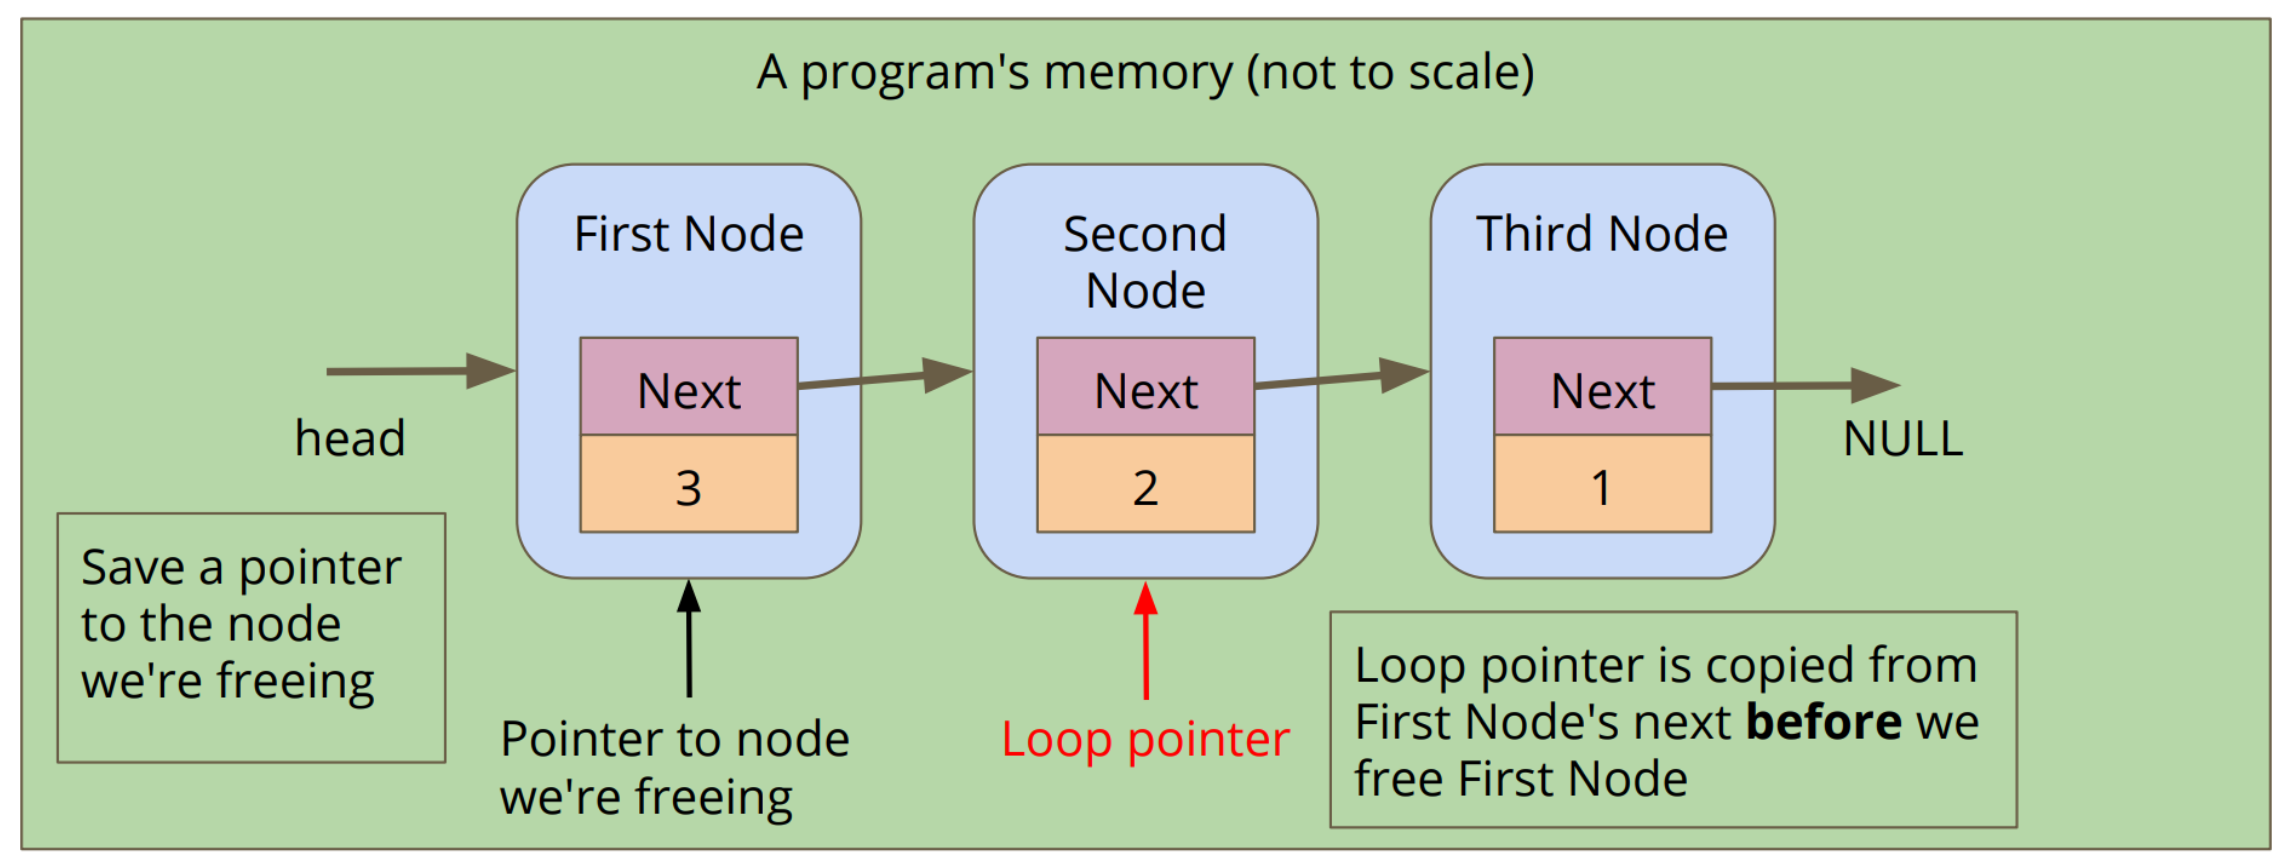 A program's memory (not to scale)
First Node
Second
Node
Third Node
Next
Next
Next
head
NULL
3
2
1
Save a pointer
to the node
we're freeing
Pointer to node
we're freeing
Loop pointer
Loop pointer is copied from
First Node's next before we
free First Node